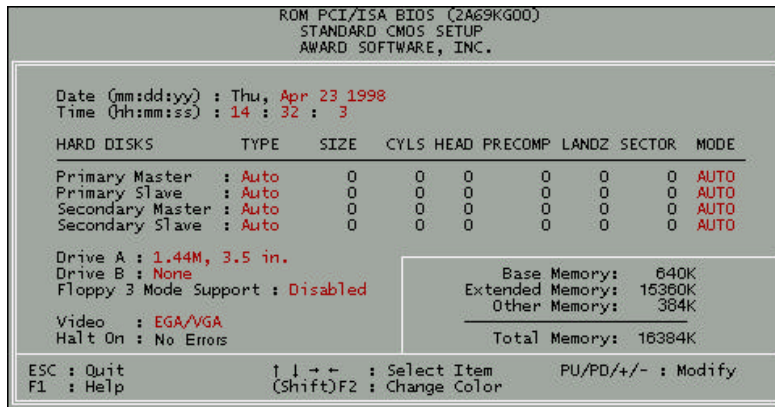 ROM PCI/ISA BIOS (2A69KG00)
STANDARD CMOS SETUP
AWARD SOFTWARE, INC.
Date (mm:dd:yy) : Thu, Apr 23 1998
Time (hh:mm:ss) : 14 : 32 : 3
HARD DISKS TYPE SIZE CYLS HEAD PRECOMP LANDZ SECTOR MODE
Primary Master : Auto 0 0 0 0 0 0 AUTO
Primary Slave : Auto 0 0 0 0 0 0 AUTO
Secondary Master : Auto 0 0 0 0 0 0 AUTO
Secondary Slave : Auto 0 0 0 0 0 0 AUTO
Drive A : 1.44M, 3.5 in.
Drive B : None
Floppy 3 Mode Support : Disabled
Video : EGA/VGA
Halt On : No Errors
Base Memory: 640K
Extended Memory: 15360K
Other Memory: 384K
Total Memory: 16384K
ESC : Quit ↑ ↓ → ← : Select Item PU/PD/+/- : Modify
F1 : Help (Shift)F2 : Change Color